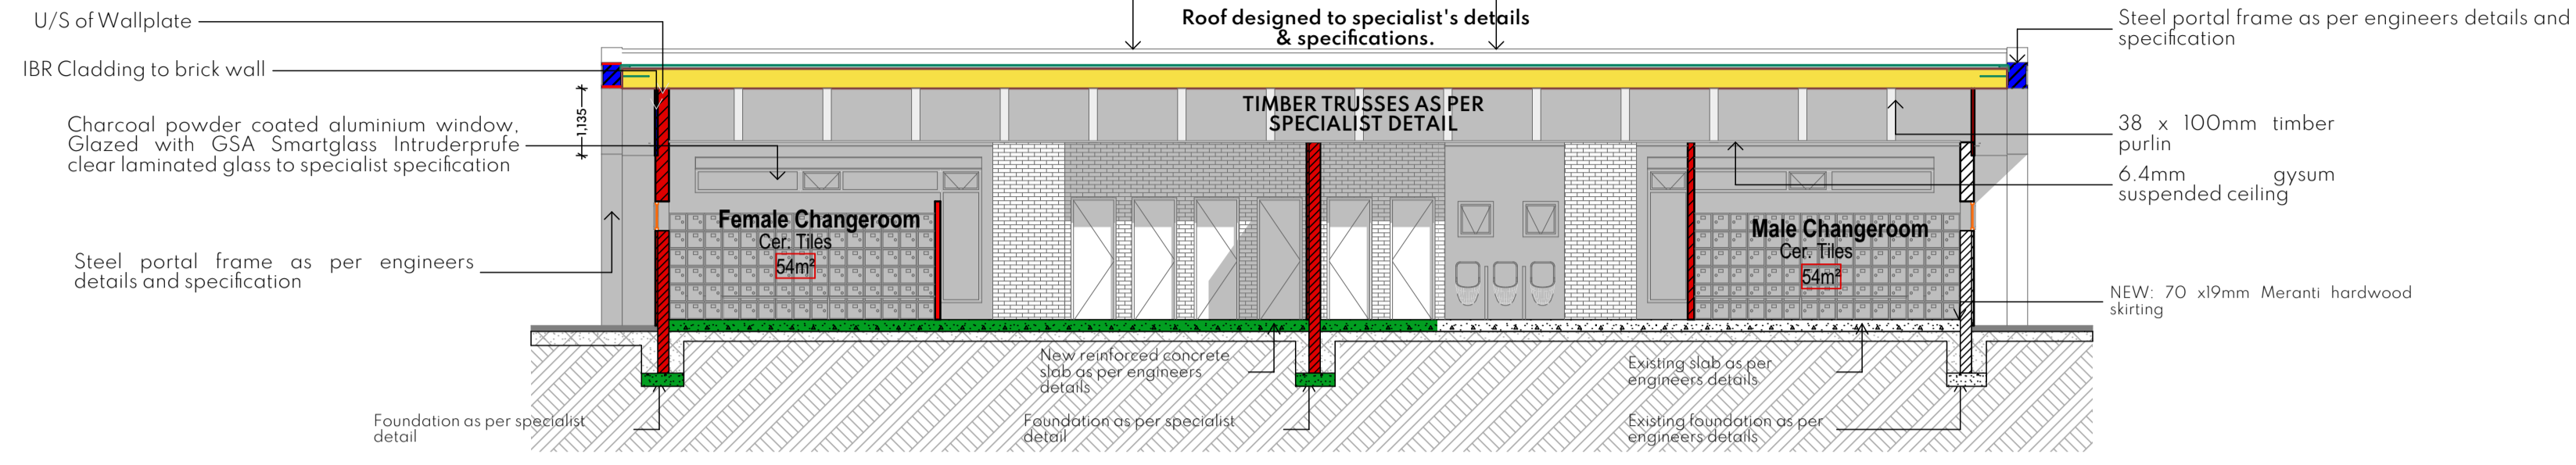 U/S of Wallplate
IBR Cladding to brick wall
Charcoal powder coated aluminium window,
Glazed with GSA Smartglass Intruderprufe
clear laminated glass to specialist specification
Steel portal frame as per engineers
details and specification
1,135
Roof designed to specialist's details
& specifications.
TIMBER TRUSSES AS PER
SPECIALIST DETAIL
Female Changeroom
Cer. Tiles
54m²
Male Changeroom
Cer. Tiles
54m²
Steel portal frame as per engineers details and
specification
38 x 100mm timber
purlin
6.4mm gysum
suspended ceiling
NEW: 70 x19mm Meranti hardwood
skirting
New reinforced concrete
slab as per engineers
details
Existing slab as per
engineers details
Foundation as per specialist
detail
Foundation as per specialist
detail
Existing foundation as per
engineers details